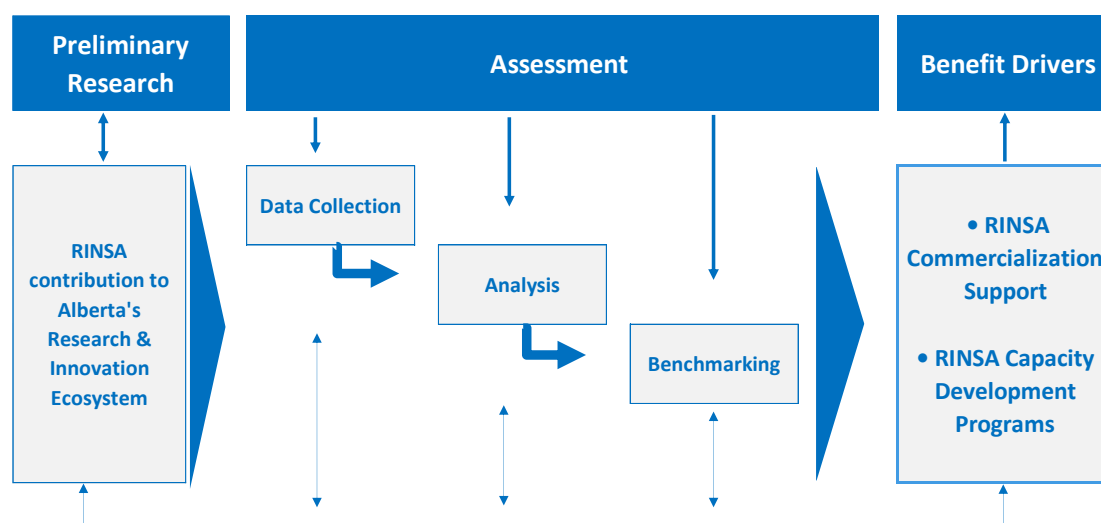 Preliminary
Research
Assessment
Benefit Drivers
RINSA
contribution to
Alberta's
Research &
Innovation
Ecosystem
Data Collection
Analysis
Benchmarking
• RINSA
Commercialization
Support
• RINSA Capacity
Development
Programs